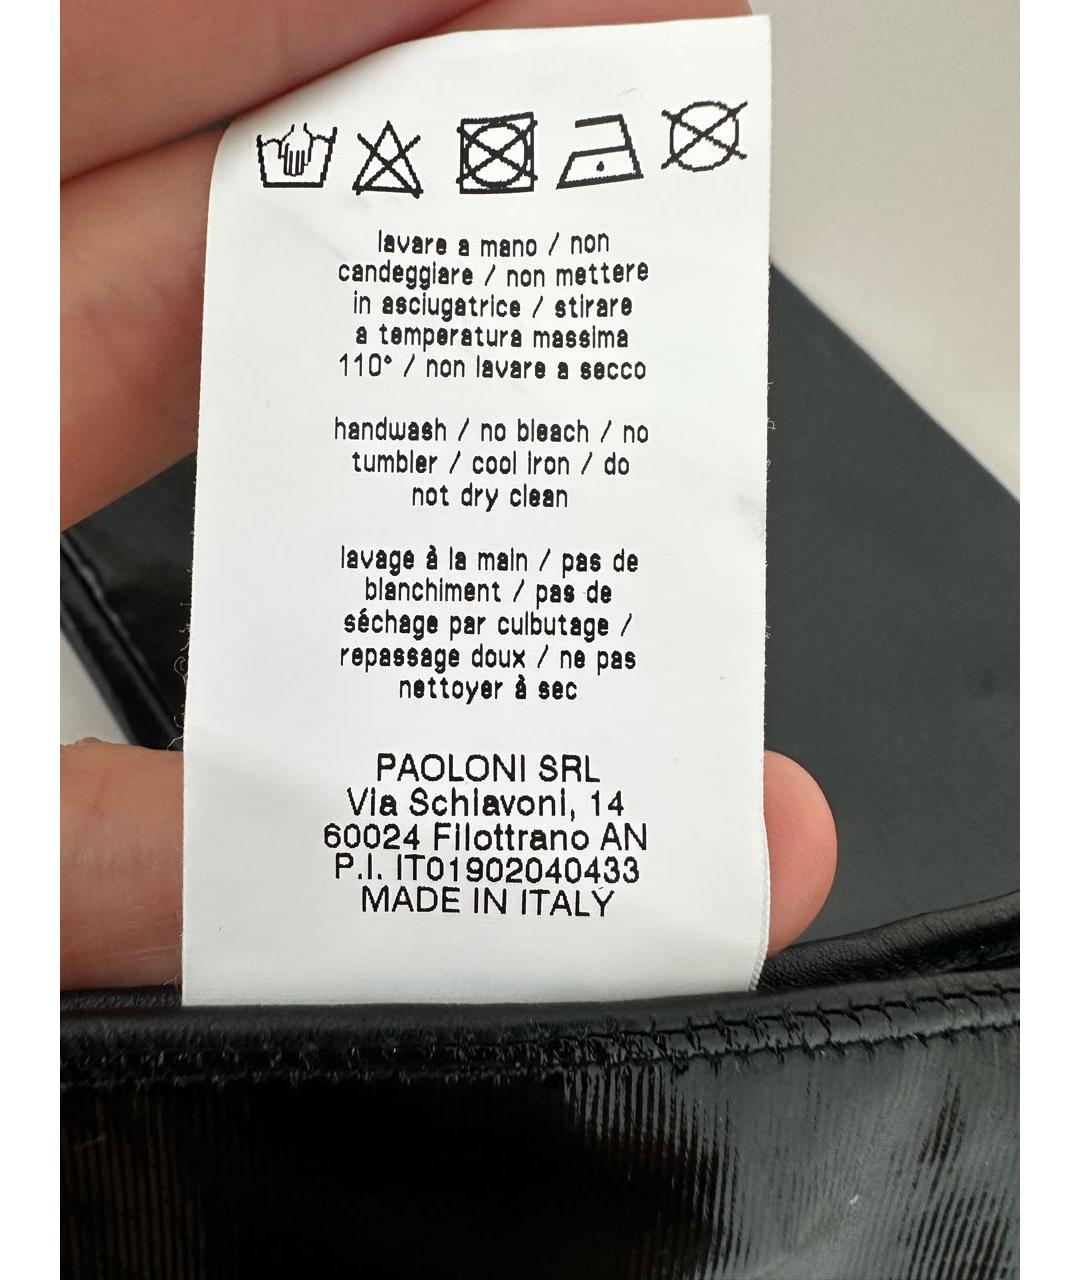 lavare a mano / non
candeggiare / non mettere
in asciugatrice / stirare
a temperatura massima
110° / non lavare a secco
handwash / no bleach / no
tumbler / cool iron / do
not dry clean
lavage à la main / pas de
blanchiment / pas de
séchage par culbutage /
repassage doux / ne pas
nettoyer à sec
PAOLONI SRL
Via Schiavoni, 14
60024 Filottrano AN
P.I. IT01902040433
MADE IN ITALY